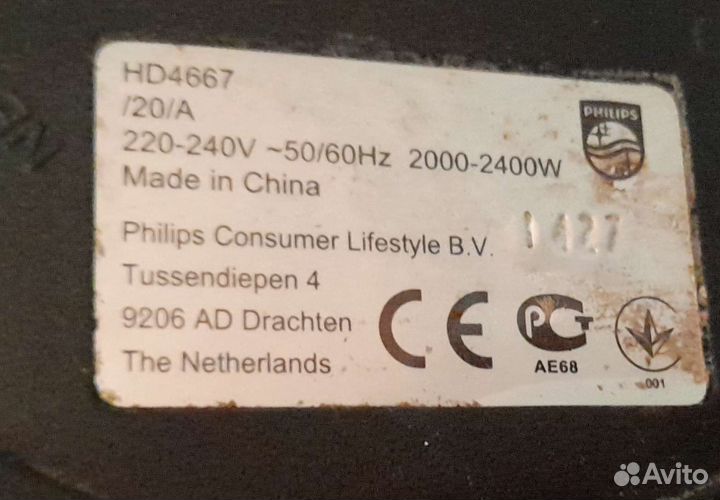 HD4667
/20/A
220-240V ~50/60Hz 2000-2400W
Made in China
PHILIPS
Philips Consumer Lifestyle B.V. 1427
Tussendiepen 4
9206 AD Drachten
The Netherlands
CE
PCT
AE68
001
Avito